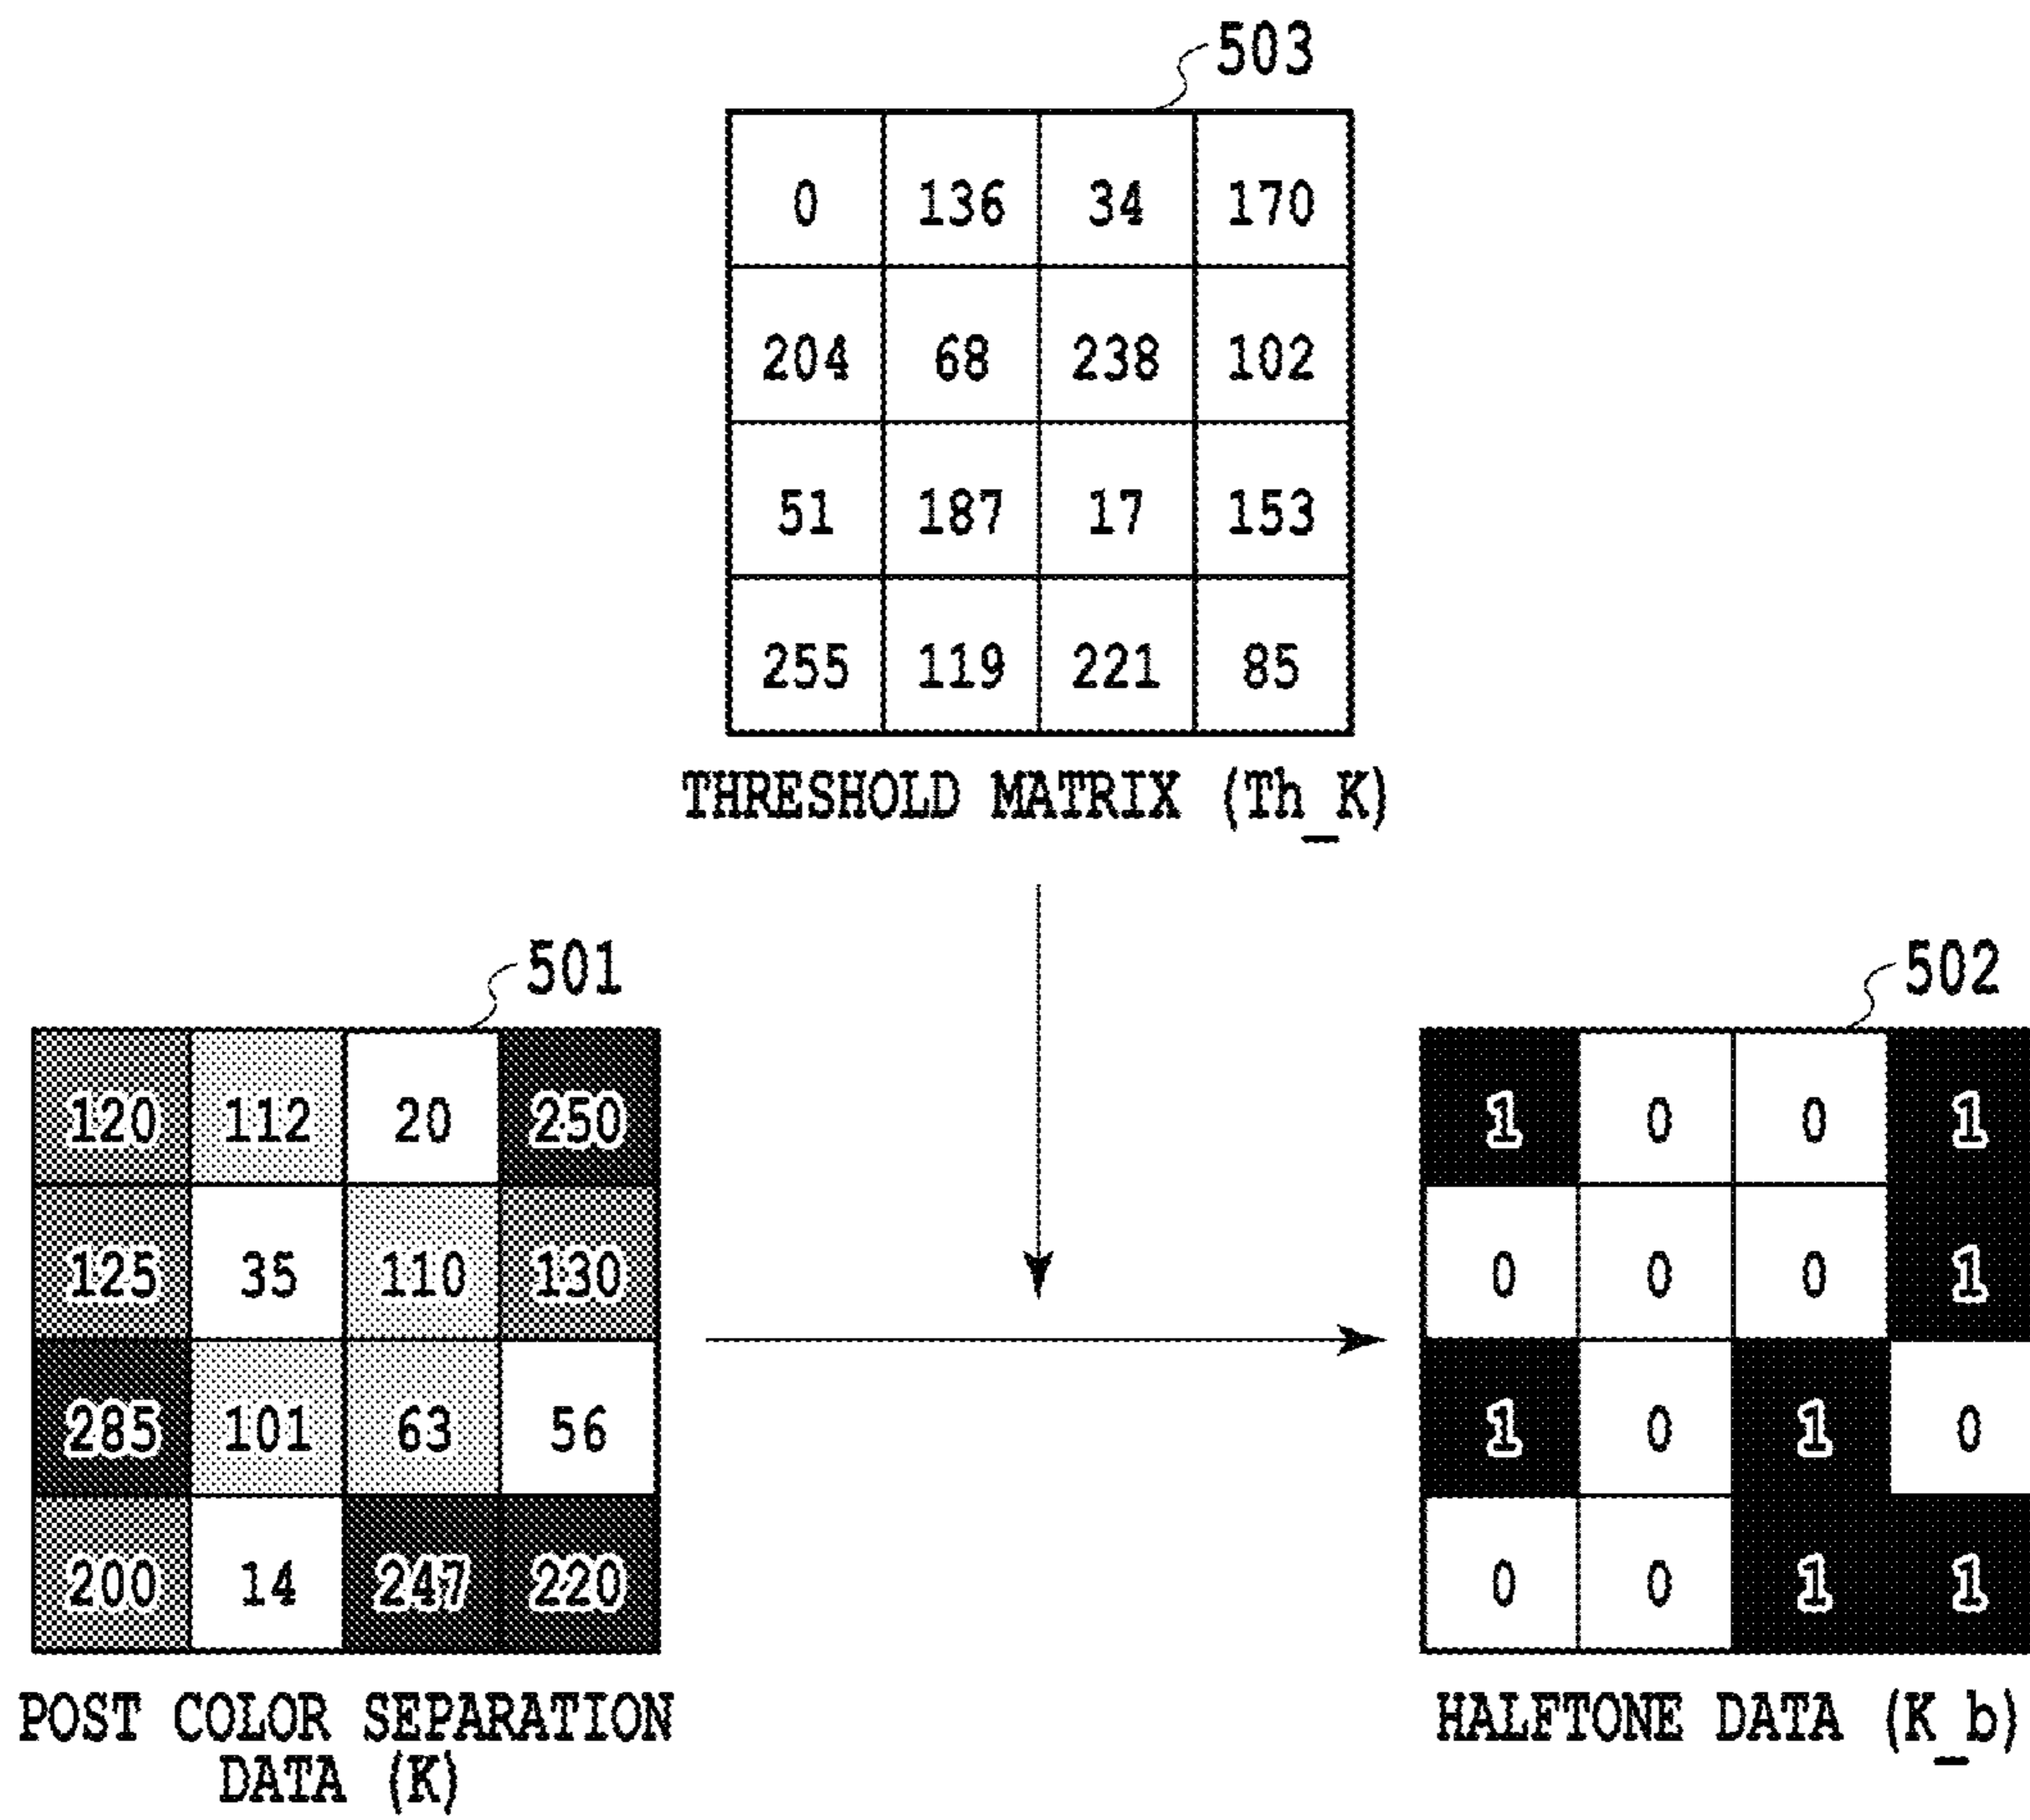 503
0 136 34 170
204 68 238 102
51 187 17 153
255 119 221 85
THRESHOLD MATRIX (Th_K)
501
120 112 20 250
125 35 110 130
285 101 63 56
200 14 247 220
POST COLOR SEPARATION
DATA (K)
502
1 0 0 1
0 0 0 1
1 0 1 0
0 0 1 1
HALFTONE DATA (K_b)